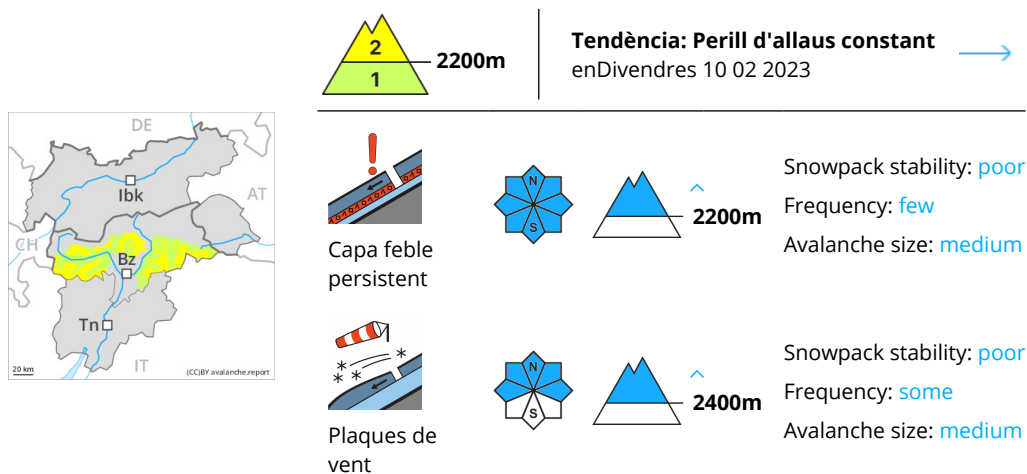 2
1
2200m
Tendència: Perill d'allaus constant
enDivendres 10 02 2023
DE
Ibk
AT
CH
Bz
Tn
IT
20 km
(CC)BY avalanche.report
Capa feble
persistent
N
S
2200m
Snowpack stability: poor
Frequency: few
Avalanche size: medium
Plaques de
vent
N
S
2400m
Snowpack stability: poor
Frequency: some
Avalanche size: medium